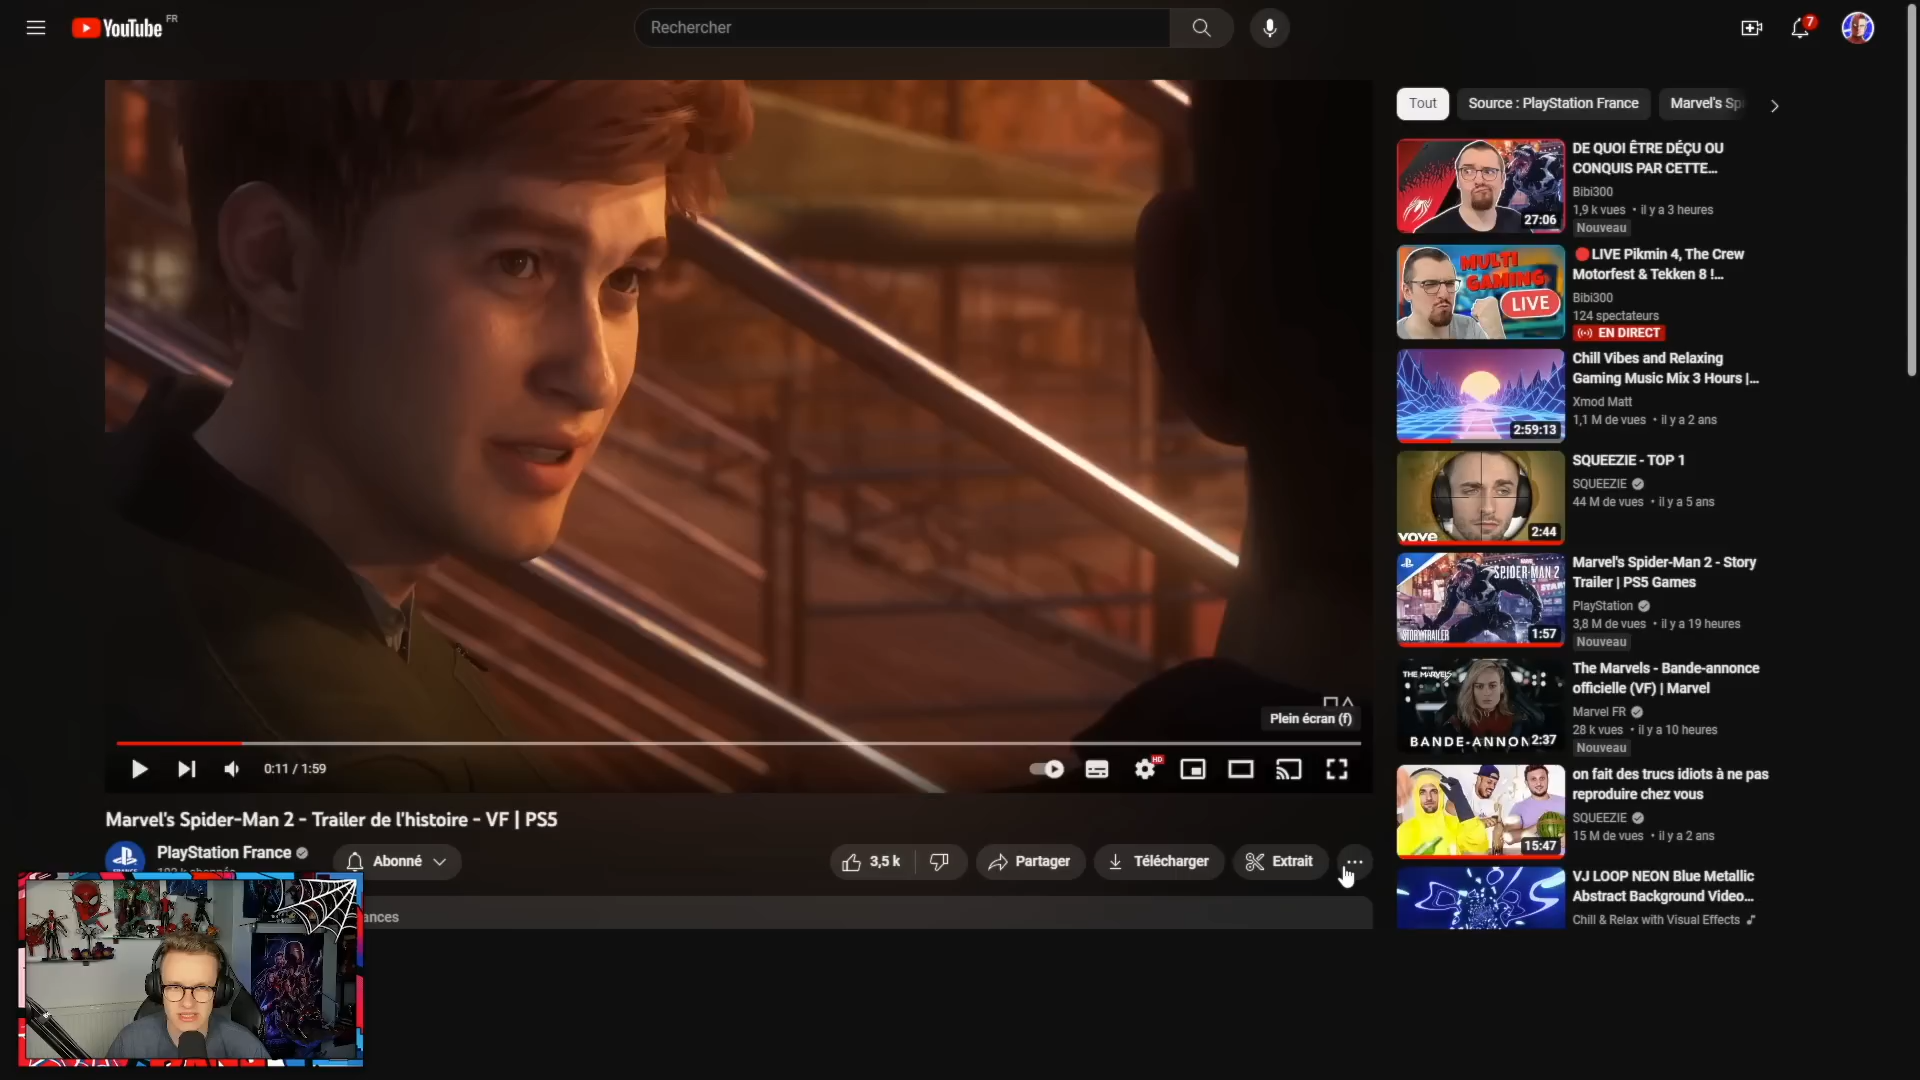 YouTube FR
Rechercher
7
Tout
Source : PlayStation France
Marvel's Sp
DE QUOI ÊTRE DÉÇU OU
CONQUIS PAR CETTE...
Bibi300
1,9 k vues • il y a 3 heures
Nouveau
27:06
LIVE Pikmin 4, The Crew
Motorfest & Tekken 8 !...
Bibi300
124 spectateurs
EN DIRECT
MULTI
GAMING
LIVE
Chill Vibes and Relaxing
Gaming Music Mix 3 Hours |...
Xmod Matt
1,1 M de vues • il y a 2 ans
2:59:13
SQUEEZIE - TOP 1
SQUEEZIE
44 M de vues • il y a 5 ans
vevo
2:44
Marvel's Spider-Man 2 - Story
Trailer | PS5 Games
PlayStation
3,8 M de vues • il y a 19 heures
Nouveau
SPIDER-MAN 2
STORY TRAILER
1:57
The Marvels - Bande-annonce
officielle (VF) | Marvel
Marvel FR
28 k vues • il y a 10 heures
Nouveau
THE MARVELS
BANDE-ANNON
2:37
on fait des trucs idiots à ne pas
reproduire chez vous
SQUEEZIE
15 M de vues • il y a 2 ans
15:47
VJ LOOP NEON Blue Metallic
Abstract Background Video...
Chill & Relax with Visual Effects
Plein écran (f)
0:11 / 1:59
HD
Marvel's Spider-Man 2 - Trailer de l'histoire - VF | PS5
PlayStation France
Abonné
3,5 k
Partager
Télécharger
Extrait
ances